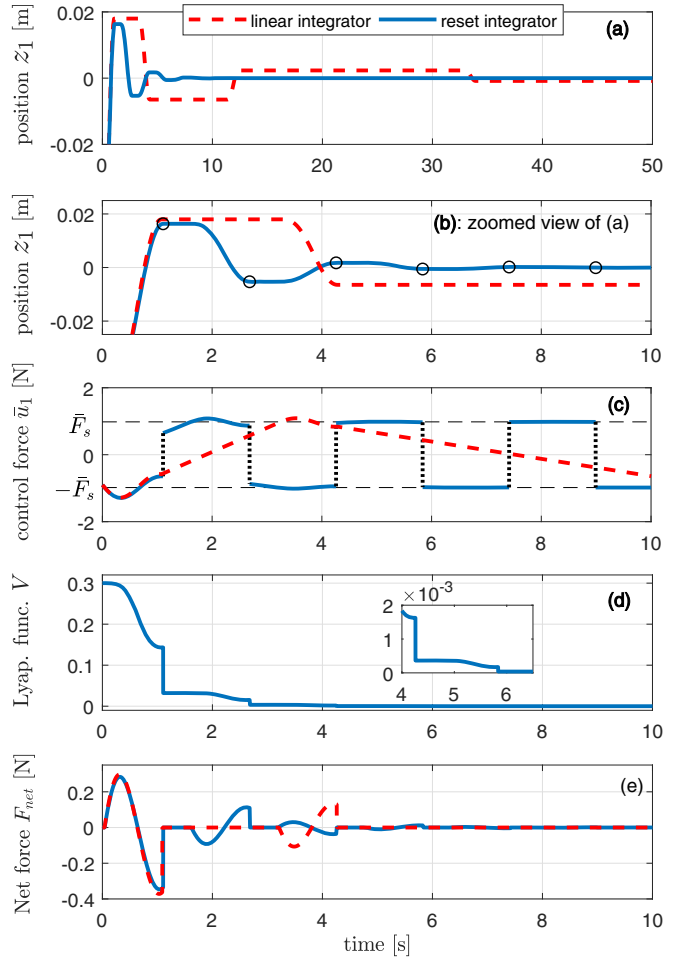 linear integrator reset integrator
(a)
position z₁ [m]
0.02
0
-0.02
0 10 20 30 40 50
(b): zoomed view of (a)
position z₁ [m]
0.02
0
-0.02
0 2 4 6 8 10
(c)
control force ū₁ [N]
2
F̄ₛ
0
−F̄ₛ
-2
0 2 4 6 8 10
(d)
Lyap. func. V
0.3
0.2
0.1
0
×10⁻³
2
1
0
4 5 6
0 2 4 6 8 10
(e)
Net force Fₙₑₜ [N]
0.2
0
-0.2
-0.4
0 2 4 6 8 10
time [s]